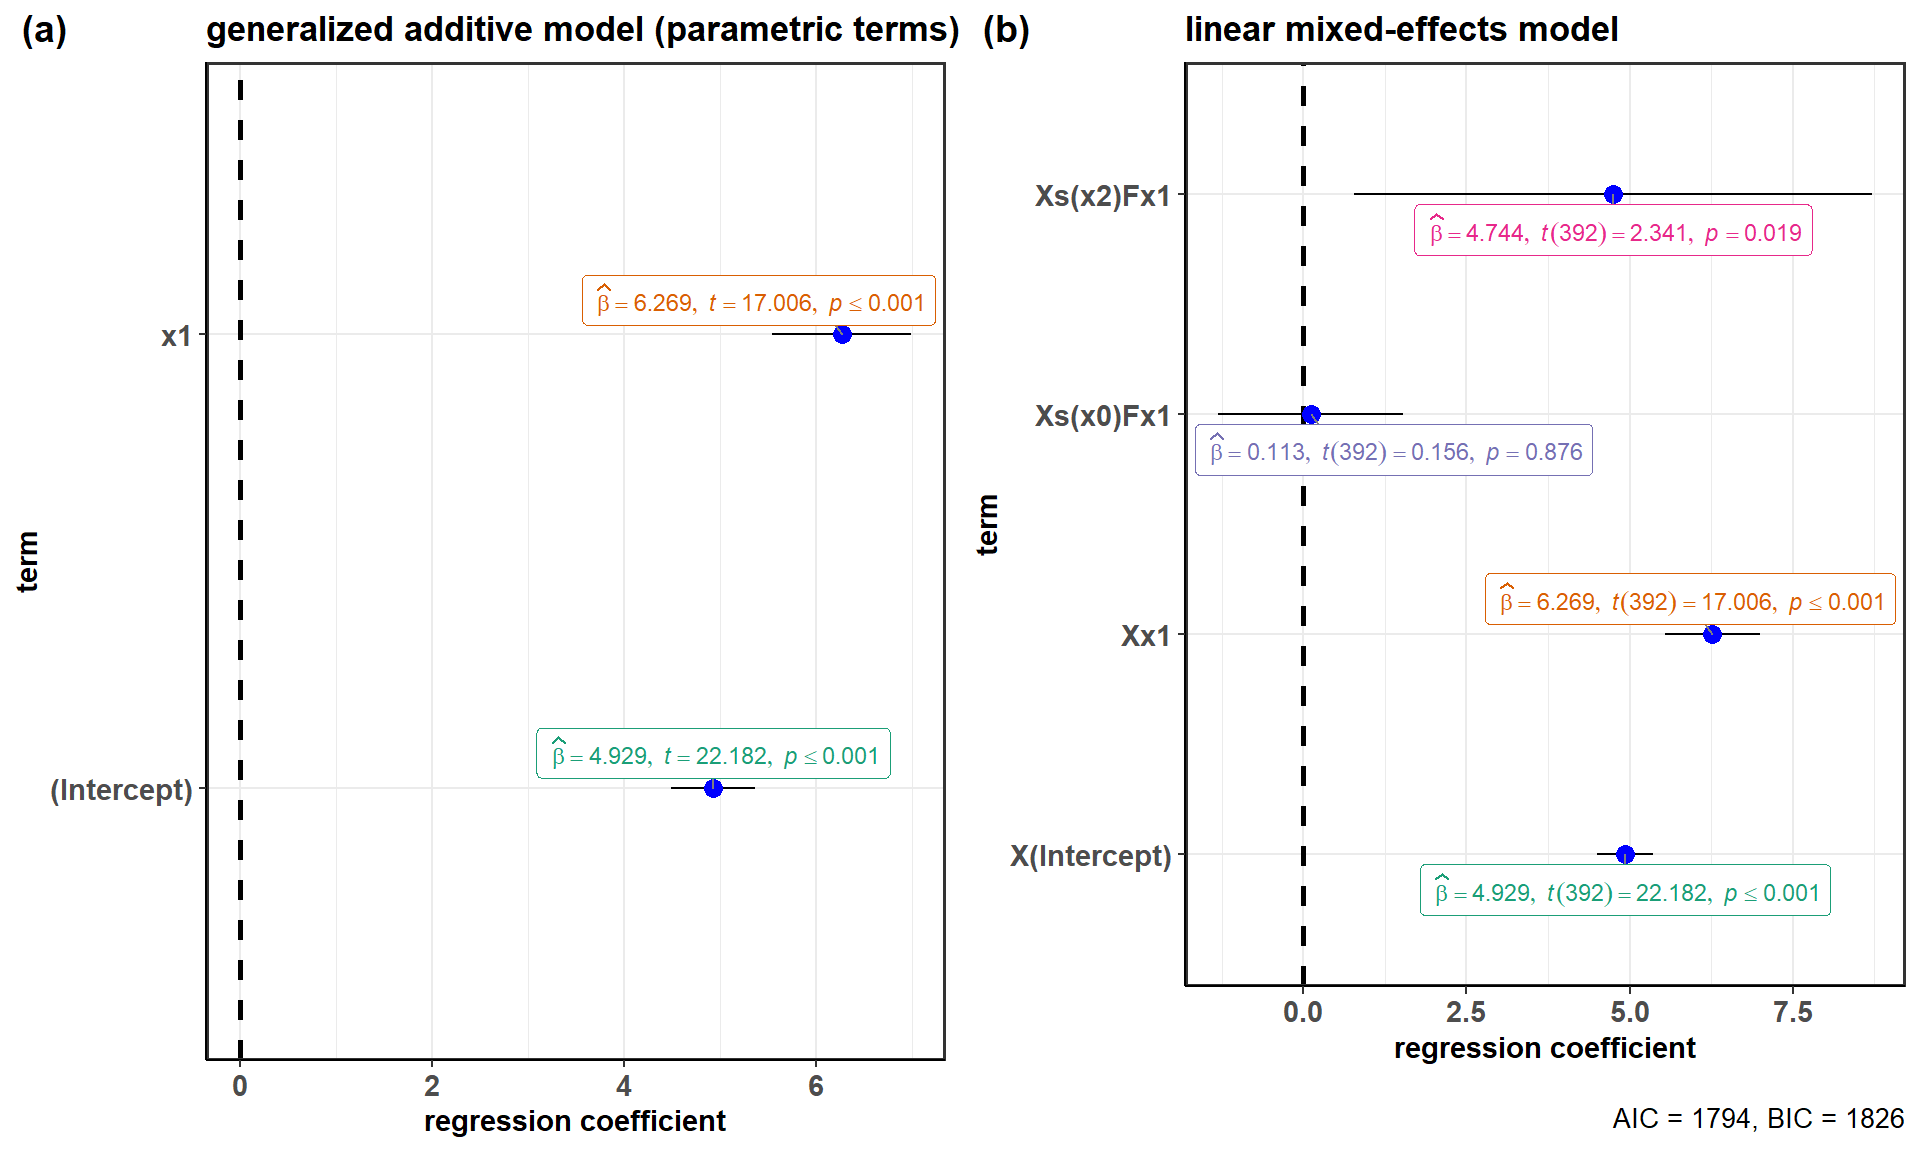 (a)
generalized additive model (parametric terms)
term
x1
(Intercept)
β̂ = 6.269, t = 17.006, p ≤ 0.001
β̂ = 4.929, t = 22.182, p ≤ 0.001
0 2 4 6
regression coefficient
(b)
linear mixed-effects model
term
Xs(x2)Fx1
Xs(x0)Fx1
Xx1
X(Intercept)
β̂ = 4.744, t(392) = 2.341, p = 0.019
β̂ = 0.113, t(392) = 0.156, p = 0.876
β̂ = 6.269, t(392) = 17.006, p ≤ 0.001
β̂ = 4.929, t(392) = 22.182, p ≤ 0.001
0.0 2.5 5.0 7.5
regression coefficient
AIC = 1794, BIC = 1826